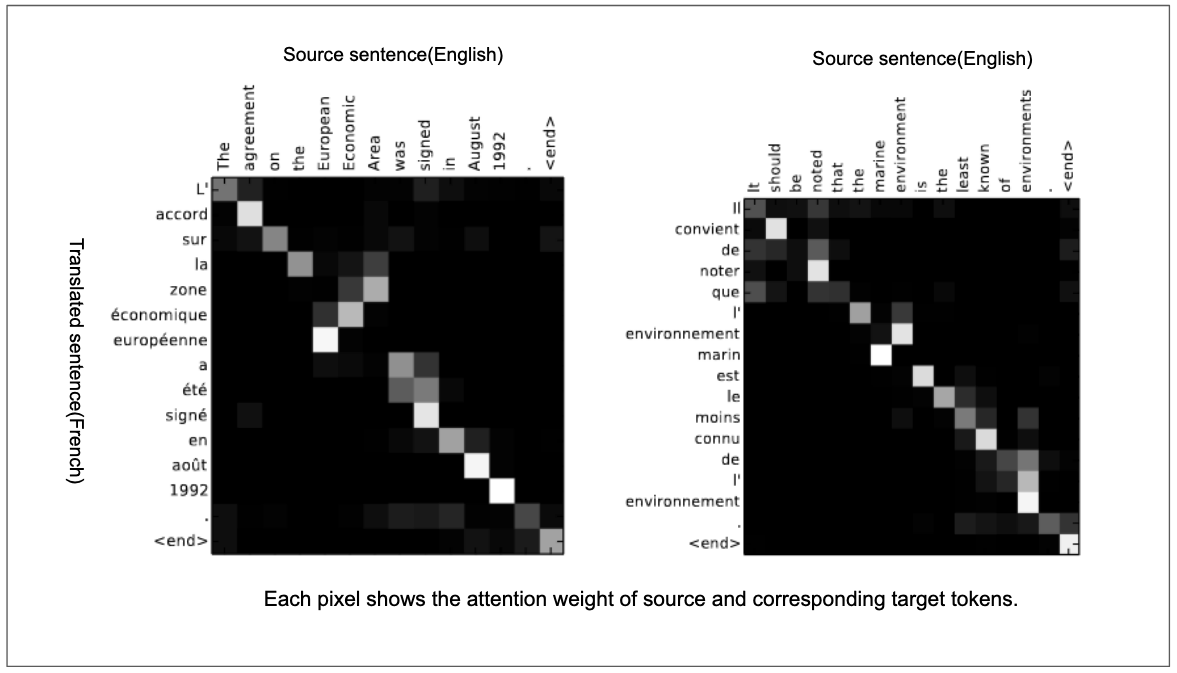 Source sentence(English)
The agreement on the European Economic Area was signed in August 1992 . <end>
Translated sentence(French)
L'
accord
sur
la
zone
économique
européenne
a
été
signé
en
août
1992
.
<end>
Source sentence(English)
It should be noted that the marine environment is the least known of environments . <end>
Il
convient
de
noter
que
l'
environnement
marin
est
le
moins
connu
de
l'
environnement
.
<end>
Each pixel shows the attention weight of source and corresponding target tokens.